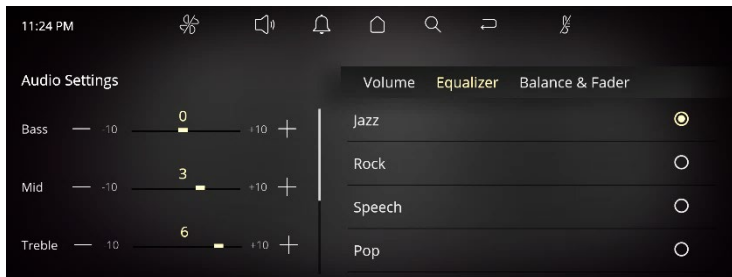 11:24 PM
Audio Settings
Volume Equalizer Balance & Fader
0
Bass — -10 +10 +
3
Mid — -10 +10 +
6
Treble — 10 +10 +
Jazz
Rock
Speech
Pop